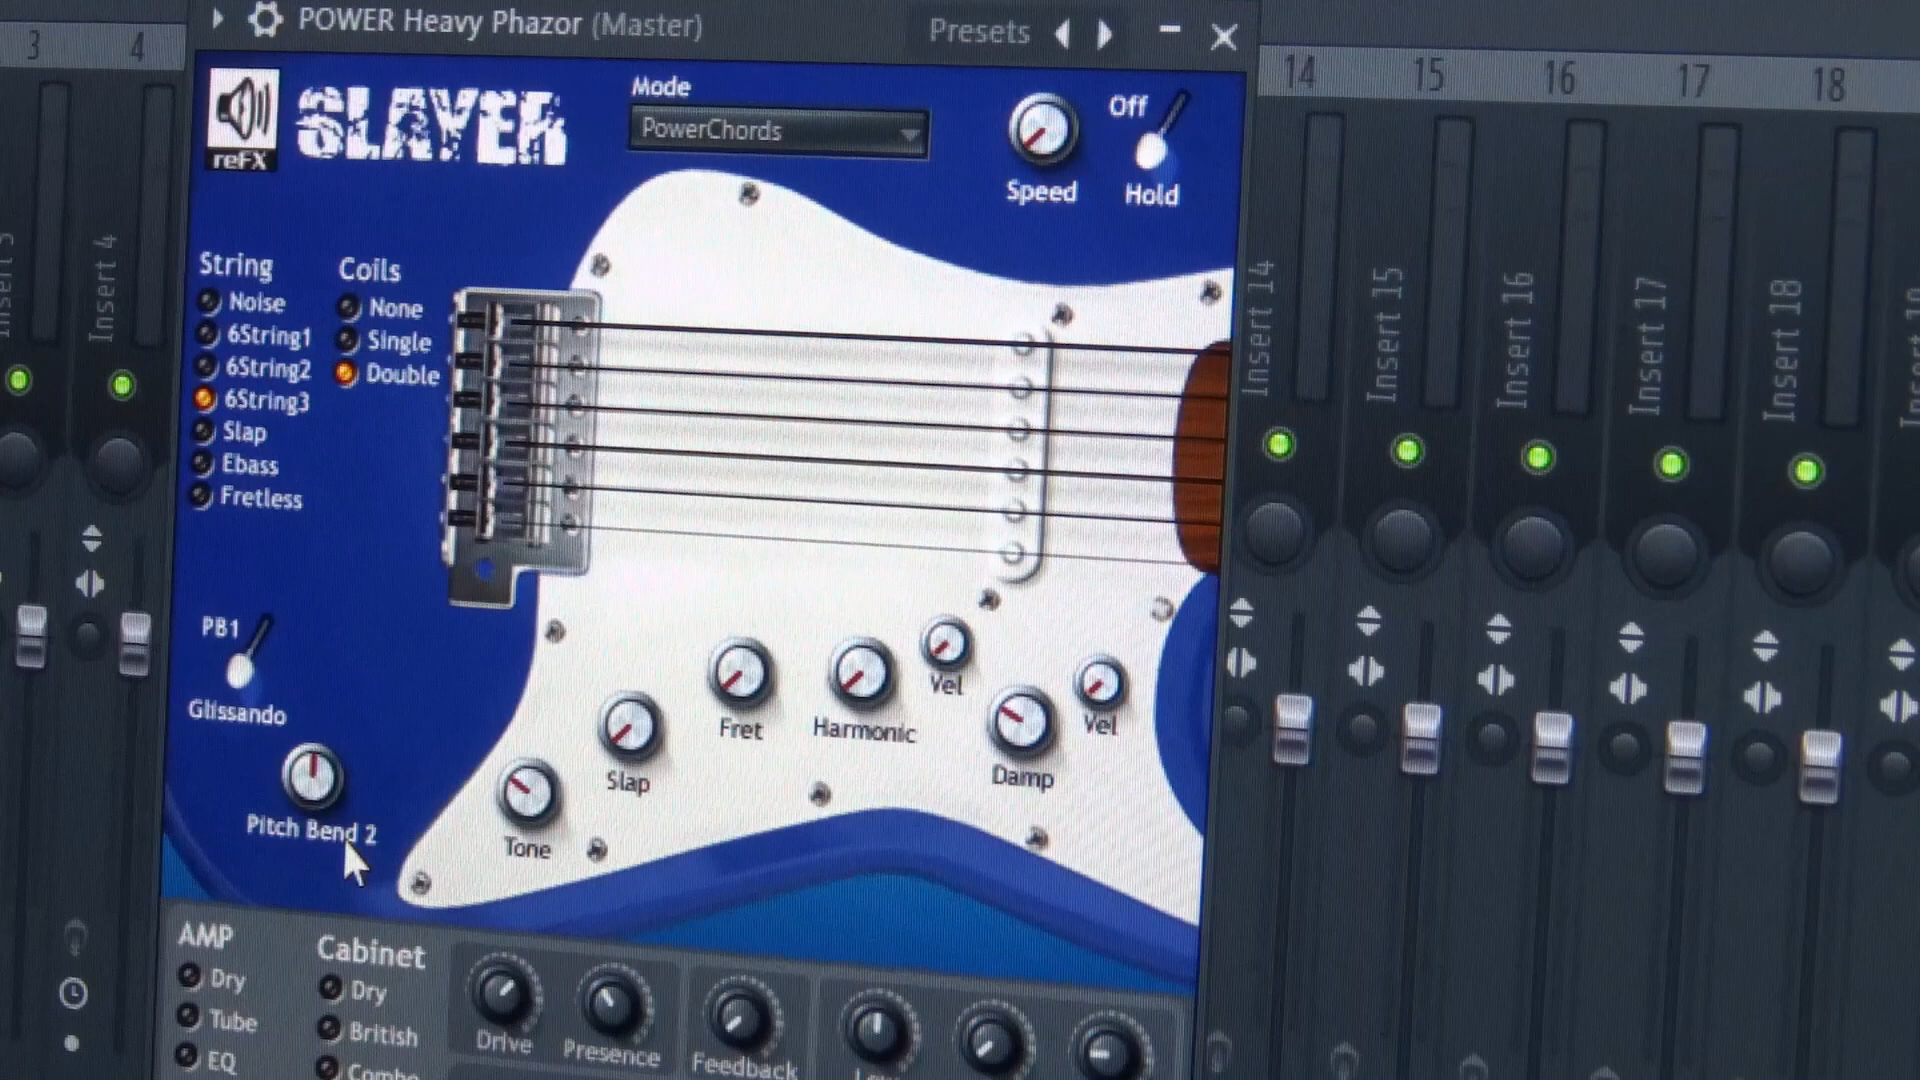 POWER Heavy Phazor (Master)
Presets
3
4
14
15
16
17
18
reFX
SLAYER
Mode
PowerChords
Speed
Off
Hold
String
Noise
6String1
6String2
6String3
Slap
Ebass
Fretless
Coils
None
Single
Double
Insert 4
Insert 14
Insert 15
Insert 16
Insert 17
Insert 18
PB1
Glissando
Pitch Bend 2
Tone
Slap
Fret
Harmonic
Vel
Damp
Vel
AMP
Dry
Tube
EQ
Cabinet
Dry
British
Combo
Drive
Presence
Feedback